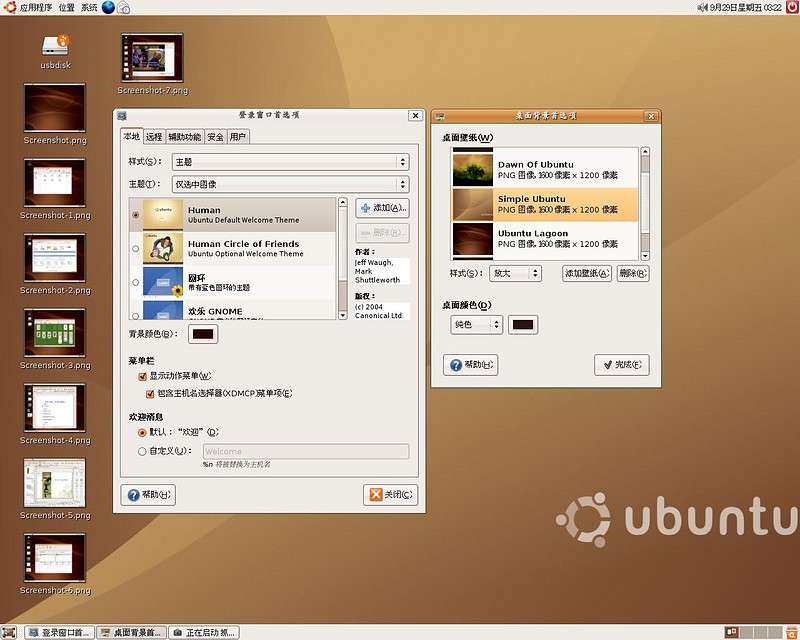 应用程序 位置 系统
9月29日星期五 03:22
usbdisk
Screenshot.png
Screenshot-1.png
Screenshot-2.png
Screenshot-3.png
Screenshot-4.png
Screenshot-5.png
Screenshot-6.png
Screenshot-7.png
登录窗口首选项
本地 远程 辅助功能 安全 用户
样式(S): 主题
主题(T): 仅选中图像
Human
Ubuntu Default Welcome Theme
Human Circle of Friends
Ubuntu Optional Welcome Theme
圆环
带有蓝色圆环的主题
欢乐 GNOME
添加(A)...
删除(R)...
作者:
Jeff Waugh,
Mark
Shuttleworth
版权:
(c) 2004
Canonical Ltd.
背景颜色(B):
菜单栏
显示动作菜单(W)
包含主机名选择器(XDMCP)菜单项(E)
欢迎消息
默认: “欢迎” (D):
自定义(U): Welcome
%n 将被替换为主机名
帮助(H)
关闭(C)
桌面背景首选项
桌面壁纸(W)
Dawn Of Ubuntu
PNG 图像, 1600 像素 x 1200 像素
Simple Ubuntu
PNG 图像, 1600 像素 x 1200 像素
Ubuntu Lagoon
PNG 图像, 1600 像素 x 1200 像素
样式(S): 放大
添加壁纸(A)
删除(R)
桌面颜色(D)
纯色
帮助(H)
完成(F)
ubuntu
登录窗口首...
桌面背景首...
正在启动 抓...